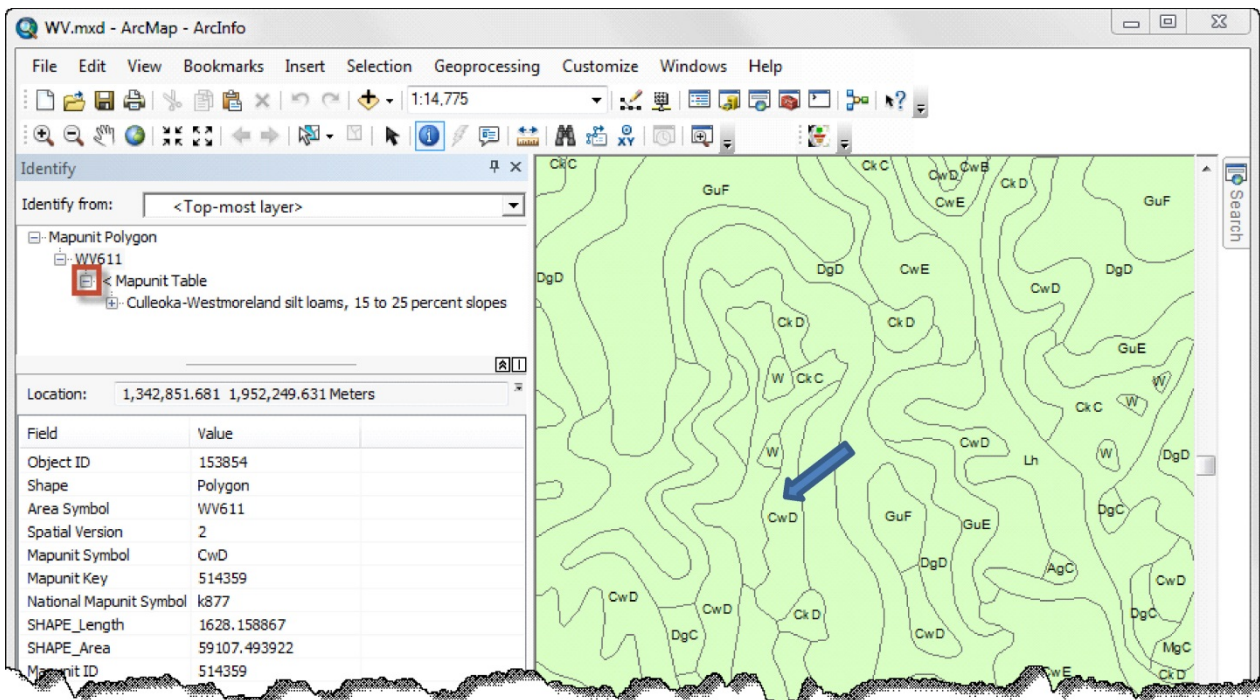 WV.mxd - ArcMap - ArcInfo
File Edit View Bookmarks Insert Selection Geoprocessing Customize Windows Help
1:14,775
Identify
Identify from: <Top-most layer>
Mapunit Polygon
WV611
< Mapunit Table
Culleoka-Westmoreland silt loams, 15 to 25 percent slopes
Location: 1,342,851.681 1,952,249.631 Meters
Field Value
Object ID 153854
Shape Polygon
Area Symbol WV611
Spatial Version 2
Mapunit Symbol CwD
Mapunit Key 514359
National Mapunit Symbol k877
SHAPE_Length 1628.158867
SHAPE_Area 59107.493922
Mapunit ID 514359
CkC
CkC
CwD CwB
CkD
GuF
CwE
GuF
DgD
DgD
CwE
DgD
CwD
CkD
CkD
GuE
W CkC
W
CkC
W
CwD
W
Lh
W
DgD
CwD
GuF
GuE
DgC
DgD
AgC
CwD
CwD
CwD
CkD
DgC
DgC
CwD
MgC
CwE
CkD
Search